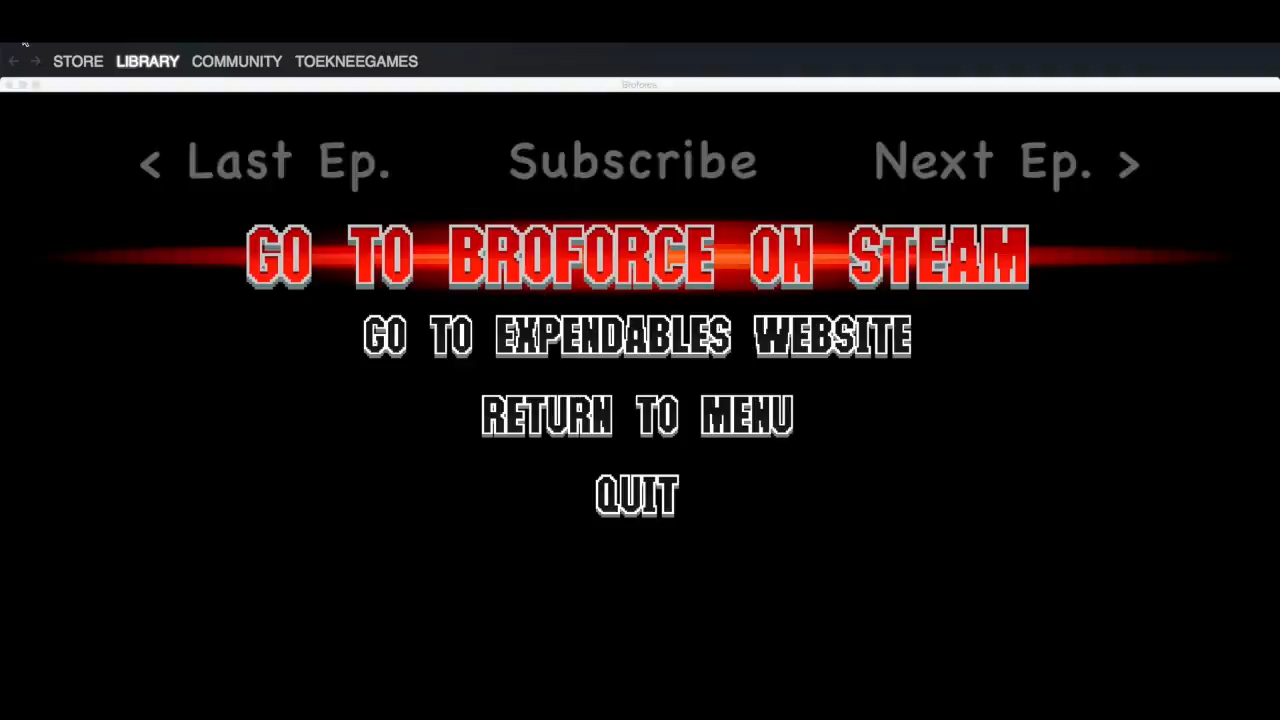 STORE LIBRARY COMMUNITY TOEKNEEGAMES
Broforce
< Last Ep. Subscribe Next Ep. >
GO TO BROFORCE ON STEAM
GO TO EXPENDABLES WEBSITE
RETURN TO MENU
QUIT